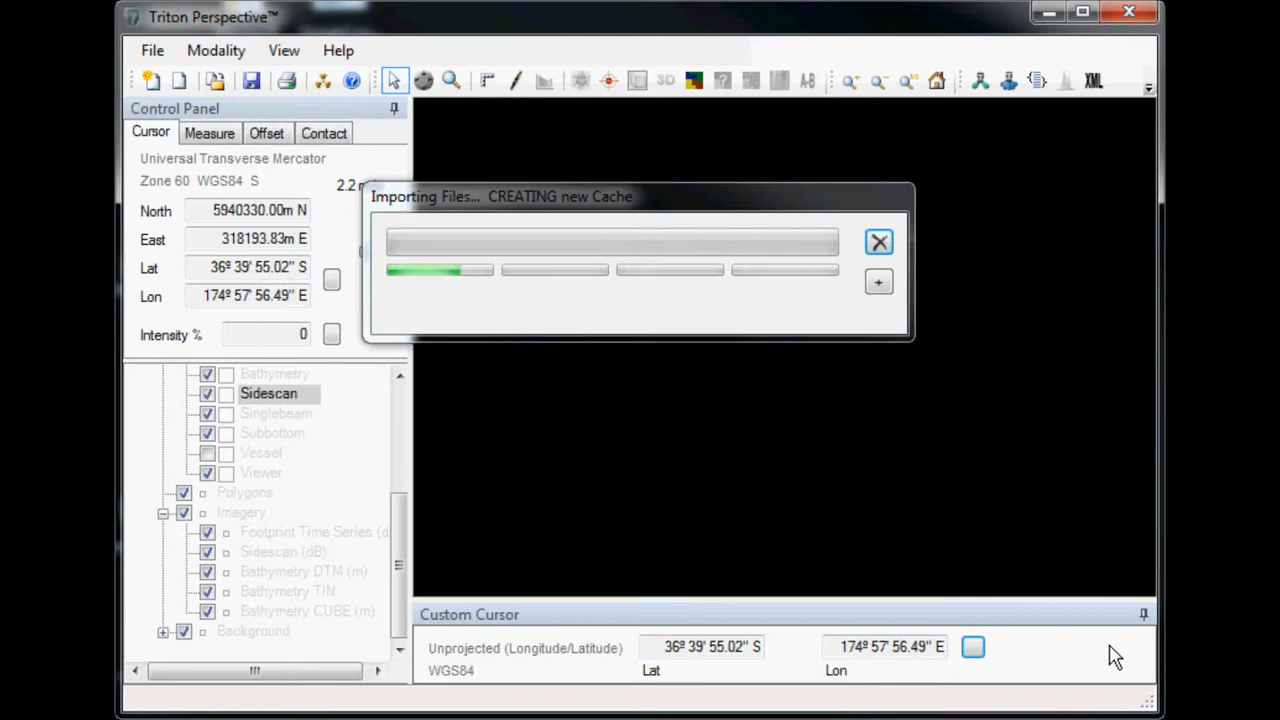 Triton Perspective™
File Modality View Help
3D A-B XML
Control Panel
Cursor Measure Offset Contact
Universal Transverse Mercator
Zone 60 WGS84 S
2.2
North 5940330.00m N
East 318193.83m E
Lat 36º 39' 55.02" S
Lon 174º 57' 56.49" E
Intensity % 0
Importing Files... CREATING new Cache
+
Bathymetry
Sidescan
Singlebeam
Subbottom
Vessel
Viewer
Polygons
Imagery
Footprint Time Series (d
Sidescan (dB)
Bathymetry DTM (m)
Bathymetry TIN
Bathymetry CUBE (m)
Background
Custom Cursor
Unprojected (Longitude/Latitude) 36º 39' 55.02" S 174º 57' 56.49" E
WGS84 Lat Lon